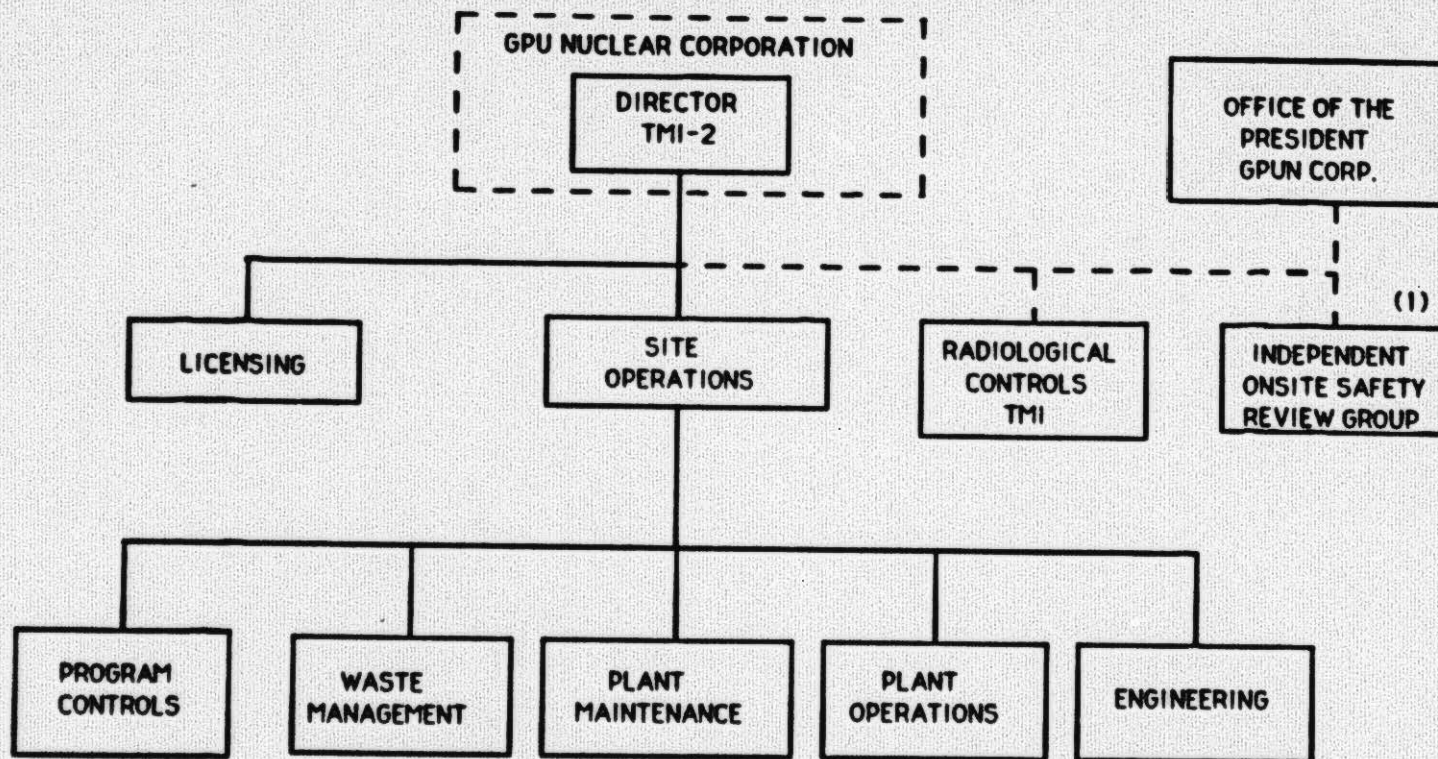 GPU NUCLEAR CORPORATION
DIRECTOR
TMI-2
OFFICE OF THE
PRESIDENT
GPUN CORP.
(1)
LICENSING
SITE
OPERATIONS
RADIOLOGICAL
CONTROLS
TMI
INDEPENDENT
ONSITE SAFETY
REVIEW GROUP
PROGRAM
CONTROLS
WASTE
MANAGEMENT
PLANT
MAINTENANCE
PLANT
OPERATIONS
ENGINEERING